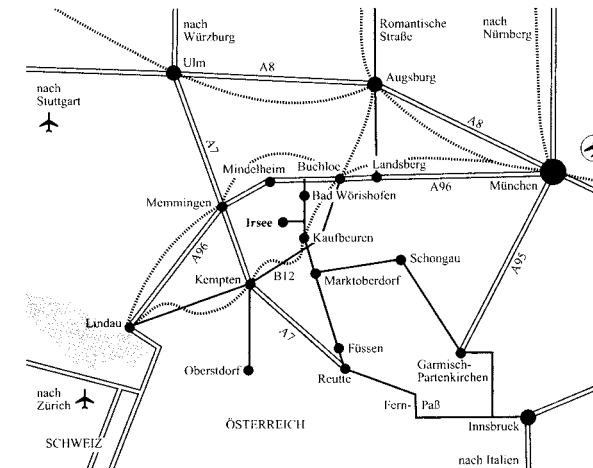 nach
Würzburg
Romantische
Straße
nach
Nürnberg
Ulm
A8
Augsburg
nach
Stuttgart
A8
A7
Mindelheim
Buchloe
Landsberg
München
A96
Bad Wörishofen
Memmingen
Irsee
Kaufbeuren
A96
Schongau
A95
Kempten
B12
Marktoberdorf
Lindau
A7
Füssen
Oberstdorf
Reutte
Garmisch-
Partenkirchen
nach
Zürich
Fern-
Paß
ÖSTERREICH
Innsbruck
SCHWEIZ
nach Italien